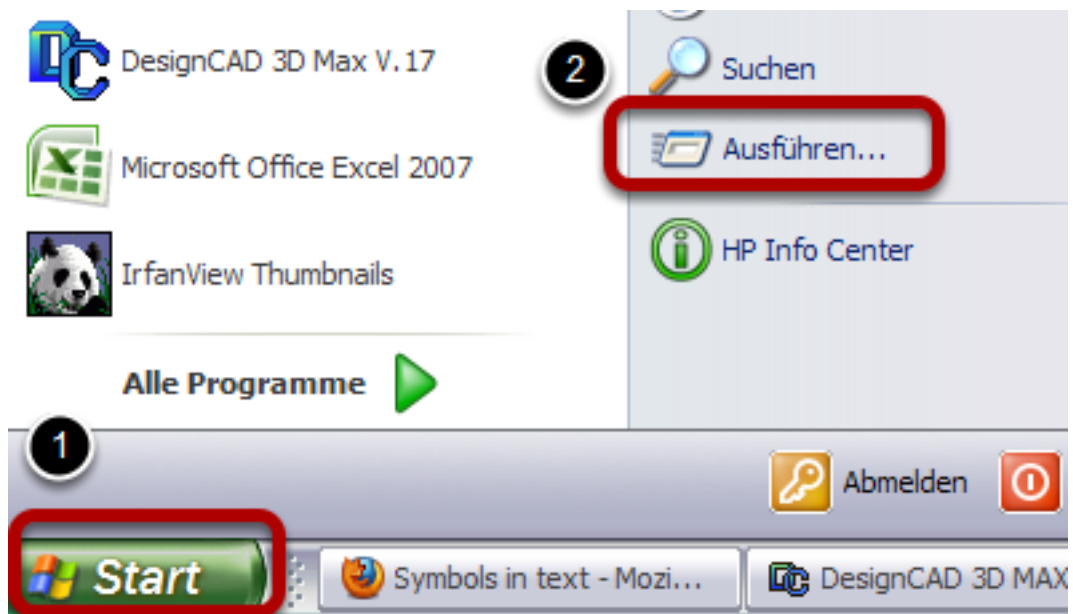 DesignCAD 3D Max V.17
Microsoft Office Excel 2007
IrfanView Thumbnails
Alle Programme
2
Suchen
Ausführen...
HP Info Center
1
Abmelden
Start
Symbols in text - Mozi...
DesignCAD 3D MAX